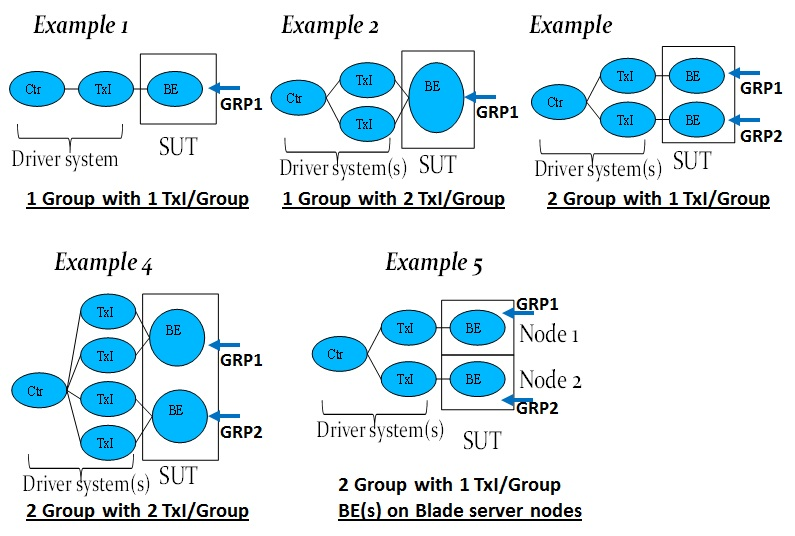 Example 1
Ctr
TxI
BE
GRP1
Driver system
SUT
1 Group with 1 TxI/Group
Example 2
Ctr
TxI
TxI
BE
GRP1
Driver system(s)
SUT
1 Group with 2 TxI/Group
Example
Ctr
TxI
TxI
BE
BE
GRP1
GRP2
Driver system(s)
SUT
2 Group with 1 TxI/Group
Example 4
Ctr
TxI
TxI
TxI
TxI
BE
BE
GRP1
GRP2
Driver system(s)
SUT
2 Group with 2 TxI/Group
Example 5
Ctr
TxI
TxI
BE
BE
GRP1
Node 1
Node 2
GRP2
Driver system(s)
SUT
2 Group with 1 TxI/Group
BE(s) on Blade server nodes